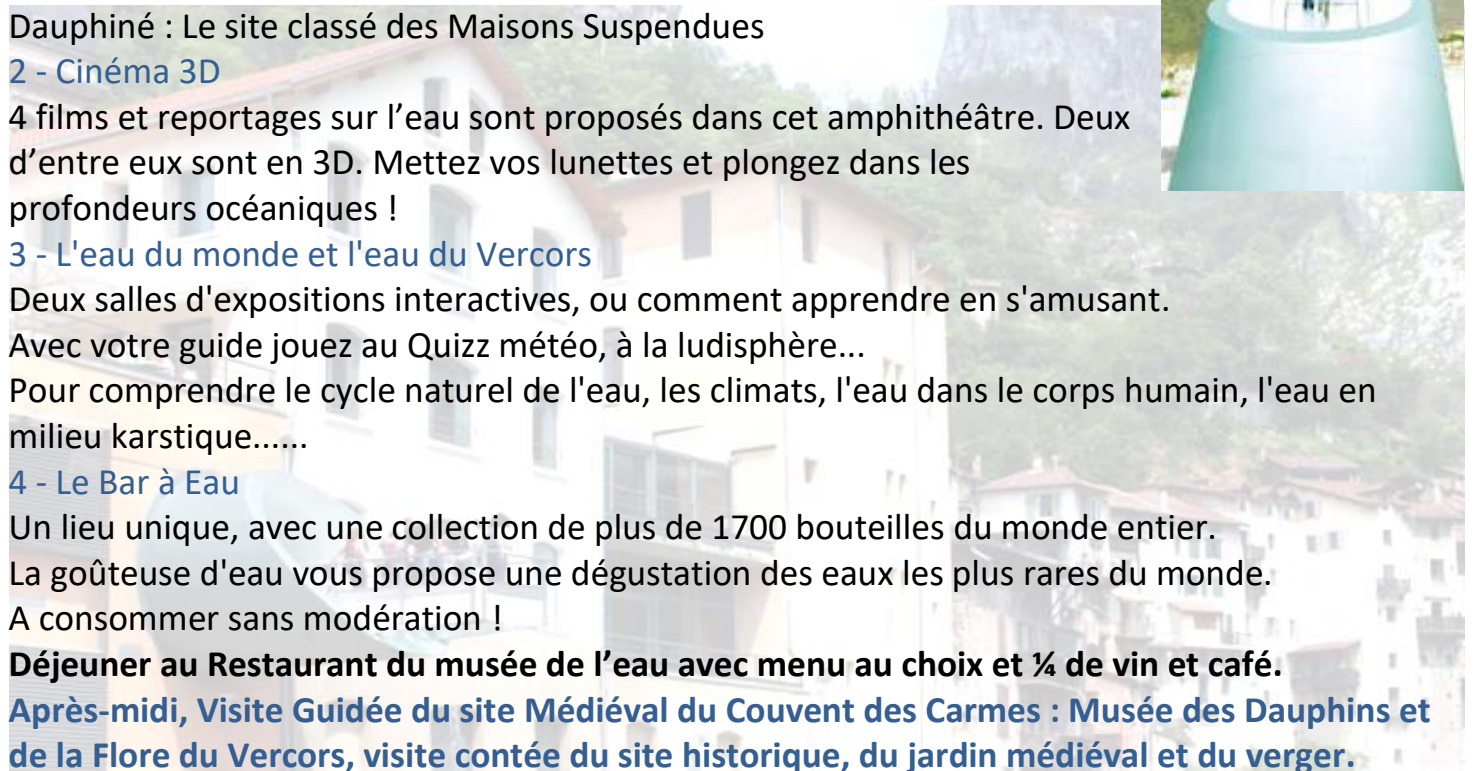 Dauphiné : Le site classé des Maisons Suspendues
2 - Cinéma 3D
4 films et reportages sur l’eau sont proposés dans cet amphithéâtre. Deux
d’entre eux sont en 3D. Mettez vos lunettes et plongez dans les
profondeurs océaniques !
3 - L'eau du monde et l'eau du Vercors
Deux salles d'expositions interactives, ou comment apprendre en s'amusant.
Avec votre guide jouez au Quizz météo, à la ludisphère...
Pour comprendre le cycle naturel de l'eau, les climats, l'eau dans le corps humain, l'eau en
milieu karstique......
4 - Le Bar à Eau
Un lieu unique, avec une collection de plus de 1700 bouteilles du monde entier.
La goûteuse d'eau vous propose une dégustation des eaux les plus rares du monde.
A consommer sans modération !
Déjeuner au Restaurant du musée de l’eau avec menu au choix et ¼ de vin et café.
Après-midi, Visite Guidée du site Médiéval du Couvent des Carmes : Musée des Dauphins et
de la Flore du Vercors, visite contée du site historique, du jardin médiéval et du verger.